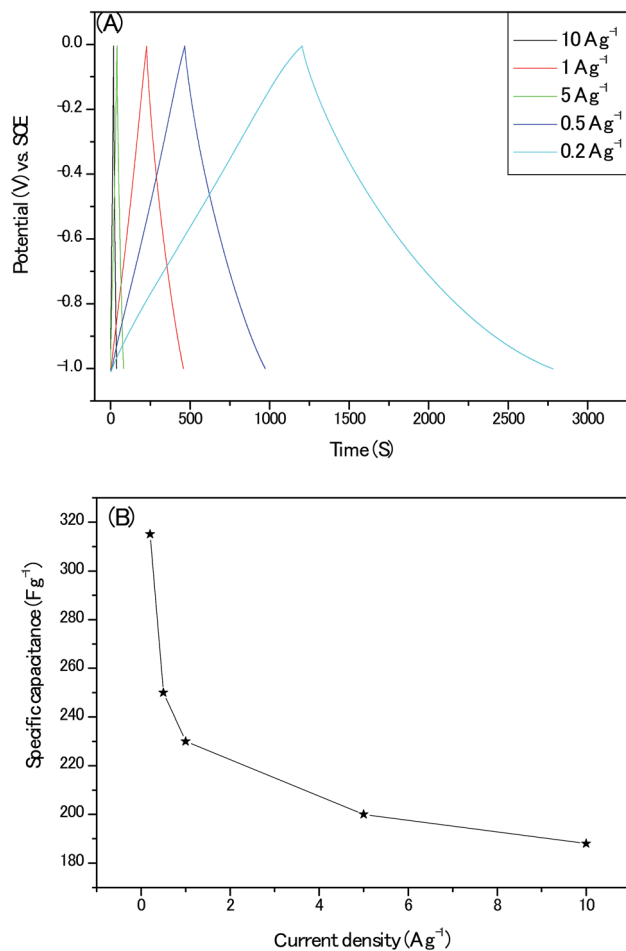 (A)
10 Ag⁻¹
1 Ag⁻¹
5 Ag⁻¹
0.5 Ag⁻¹
0.2 Ag⁻¹
0.0
-0.2
-0.4
-0.6
-0.8
-1.0
Potential (V) vs. SCE
0 500 1000 1500 2000 2500 3000
Time (S)
(B)
320
300
280
260
240
220
200
180
Specific capacitance (F g⁻¹)
0 2 4 6 8 10
Current density (Ag⁻¹)